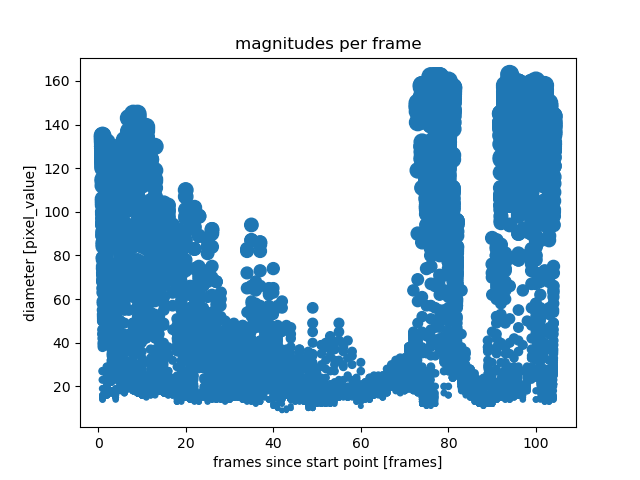 magnitudes per frame
160
140
120
100
80
60
40
20
diameter [pixel_value]
0 20 40 60 80 100
frames since start point [frames]